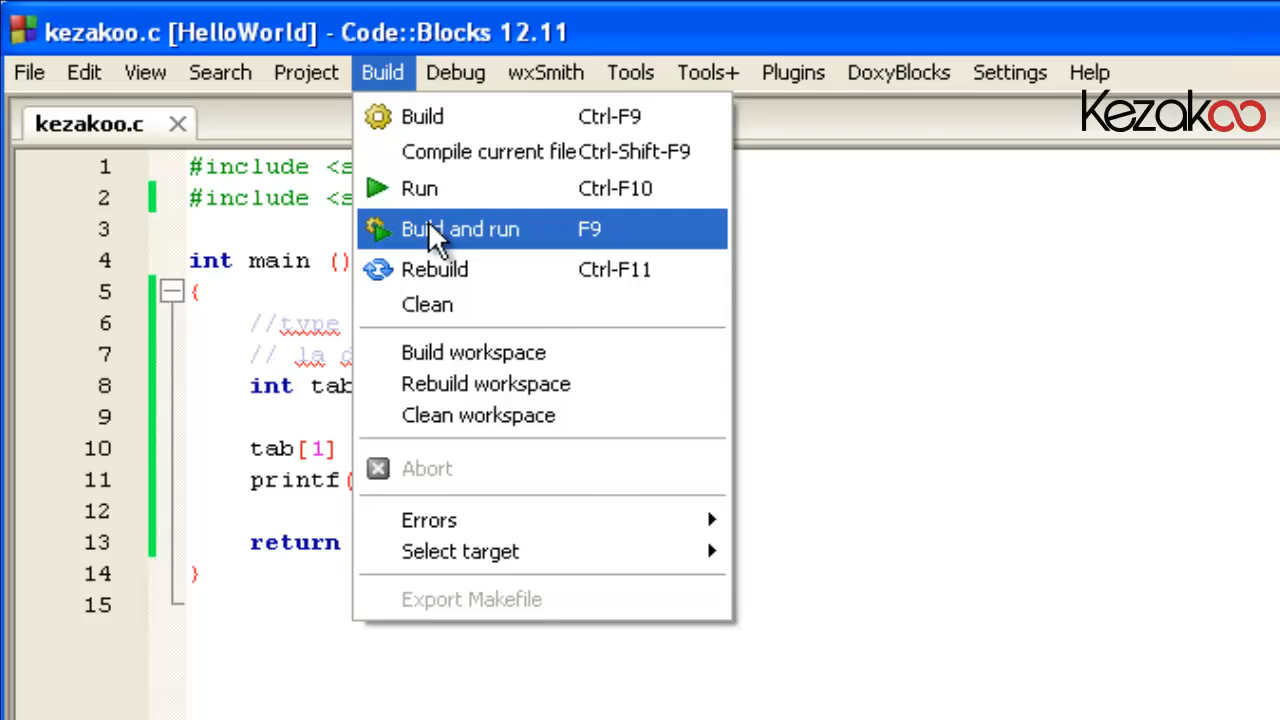 kezakoo.c [HelloWorld] - Code::Blocks 12.11
File Edit View Search Project Build Debug wxSmith Tools Tools+ Plugins DoxyBlocks Settings Help
Kezakoo
kezakoo.c
Build Ctrl-F9
Compile current file Ctrl-Shift-F9
Run Ctrl-F10
Build and run F9
Rebuild Ctrl-F11
Clean
Build workspace
Rebuild workspace
Clean workspace
Abort
Errors
Select target
Export Makefile
1 #include <s
2 #include <s
3
4 int main ()
5 {
6 //type
7 // la d
8 int tab
9
10 tab[1]
11 printf(
12
13 return
14 }
15